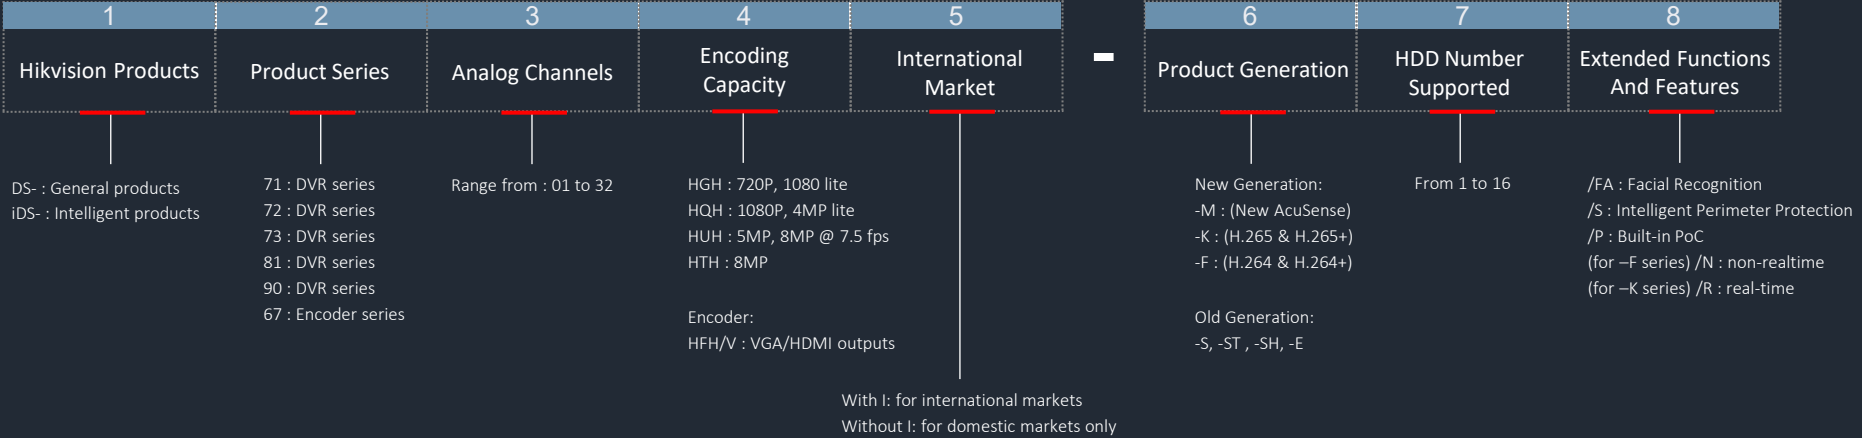 1
2
3
4
5
6
7
8
Hikvision Products
Product Series
Analog Channels
Encoding
Capacity
International
Market
-
Product Generation
HDD Number
Supported
Extended Functions
And Features
DS- : General products
iDS- : Intelligent products
71 : DVR series
72 : DVR series
73 : DVR series
81 : DVR series
90 : DVR series
67 : Encoder series
Range from : 01 to 32
HGH : 720P, 1080 lite
HQH : 1080P, 4MP lite
HUH : 5MP, 8MP @ 7.5 fps
HTH : 8MP
Encoder:
HFH/V : VGA/HDMI outputs
With I: for international markets
Without I: for domestic markets only
New Generation:
-M : (New AcuSense)
-K : (H.265 & H.265+)
-F : (H.264 & H.264+)
Old Generation:
-S, -ST , -SH, -E
From 1 to 16
/FA : Facial Recognition
/S : Intelligent Perimeter Protection
/P : Built-in PoC
(for –F series) /N : non-realtime
(for –K series) /R : real-time